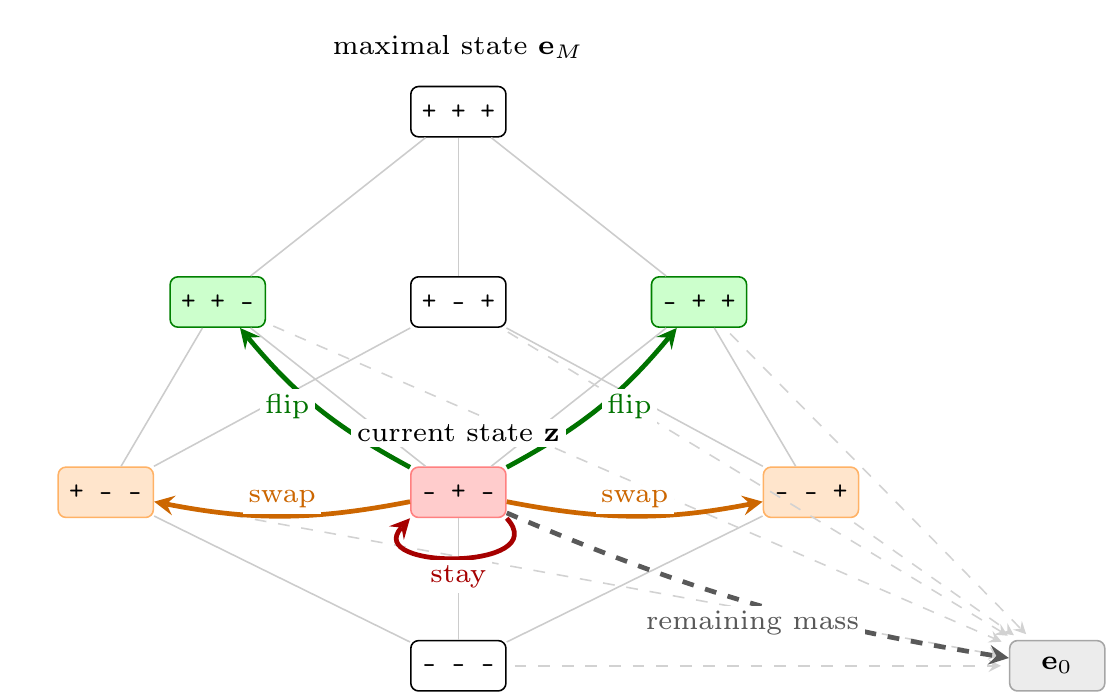 maximal state e_M
+ + +
+ + -
+ - +
- + +
flip
flip
current state z
+ - -
swap
- + -
swap
- - +
stay
remaining mass
- - -
e_0